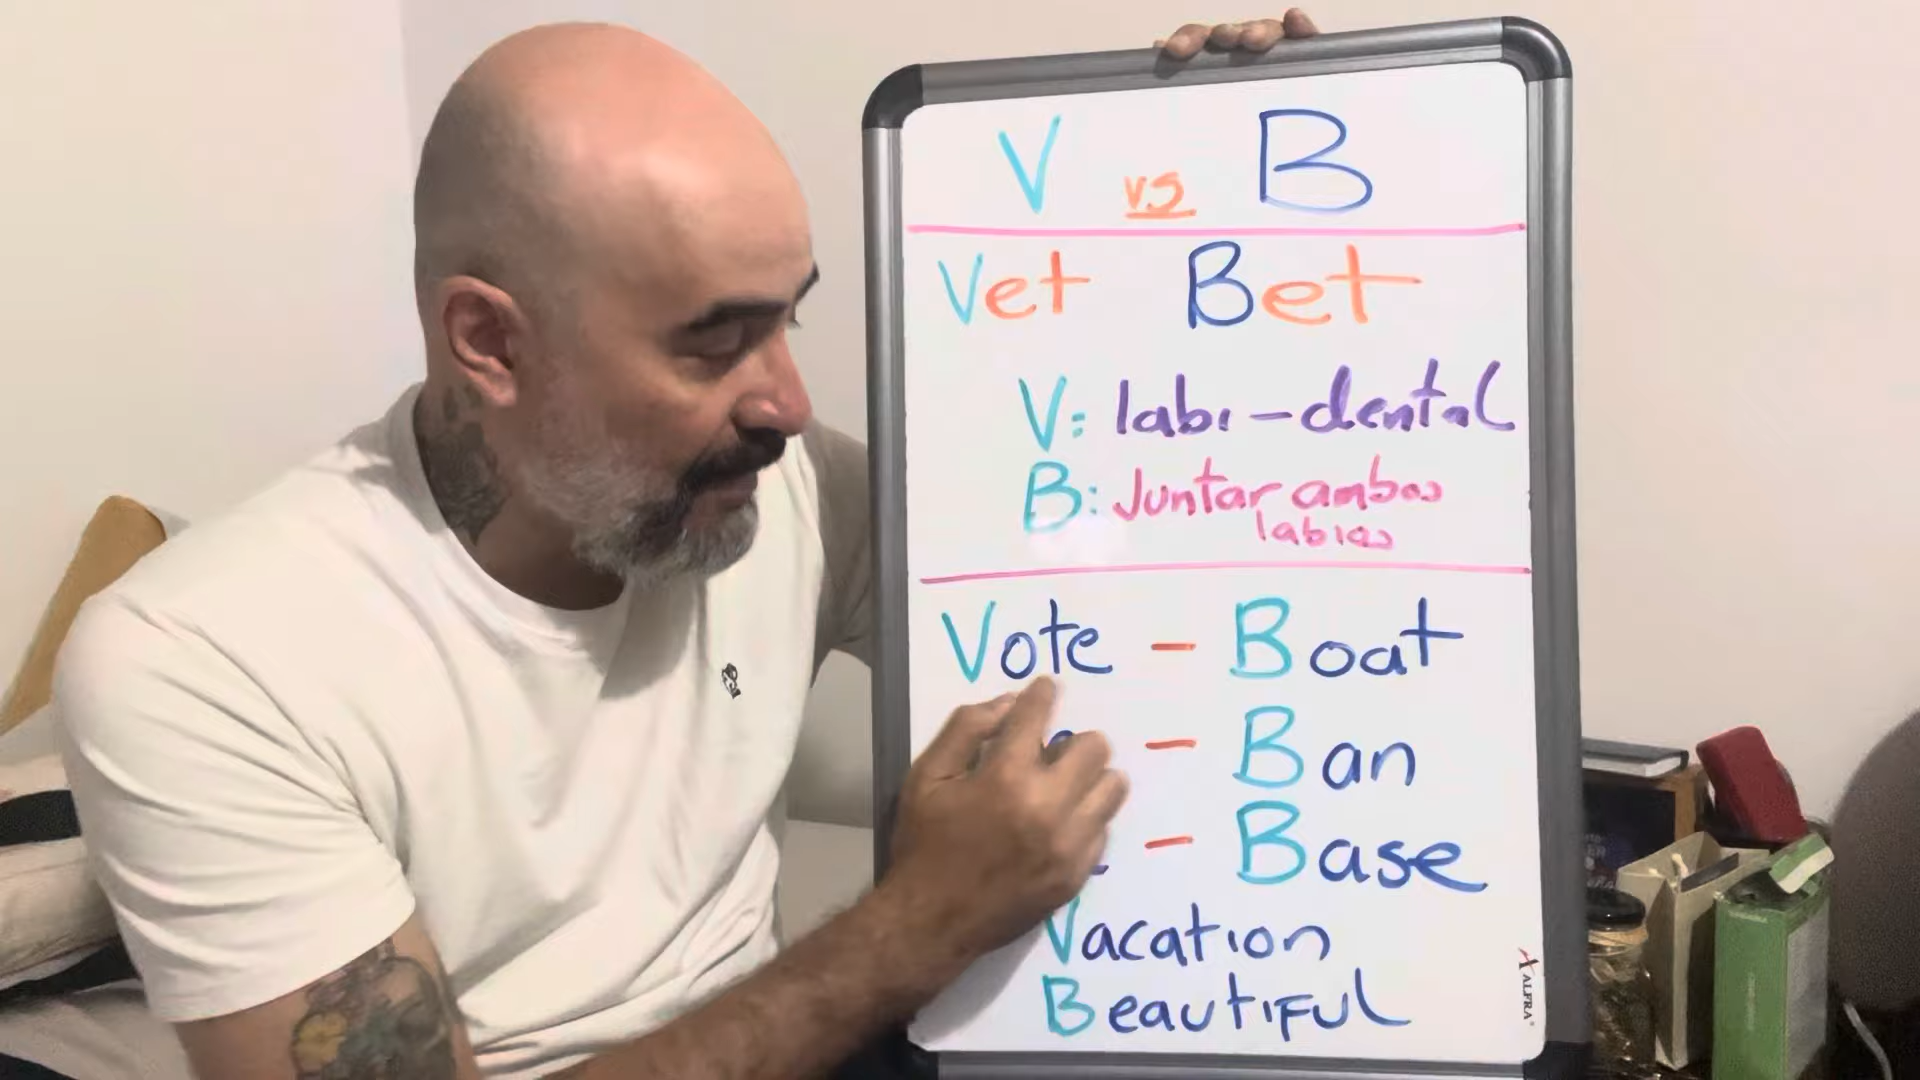 V vs B
Vet Bet
V: labi-dental
B: Juntar ambos
labios
Vote - Boat
- Ban
- Base
Vacation
Beautiful
ALFRA